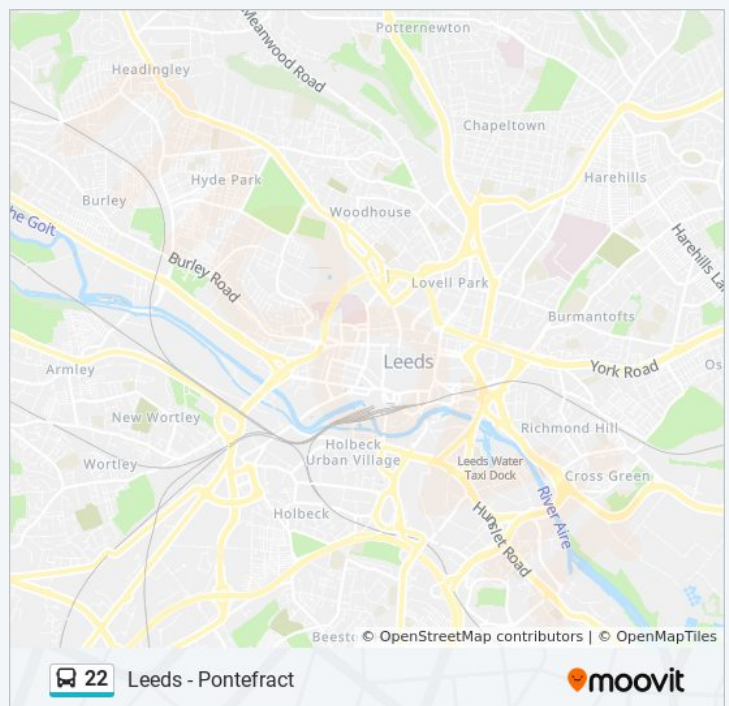 Meanwood Road
Potternewton
Headingley
Chapeltown
Harehills
Hyde Park
Burley
Woodhouse
he Goit
Harehills La
Burley Road
Lovell Park
Burmantofts
Leeds
York Road
Os
Armley
New Wortley
Richmond Hill
Holbeck
Urban Village
Wortley
Leeds Water
Taxi Dock
Cross Green
River Aire
Holbeck
Hunslet Road
Beesto
© OpenStreetMap contributors | © OpenMapTiles
22 Leeds - Pontefract
moovit